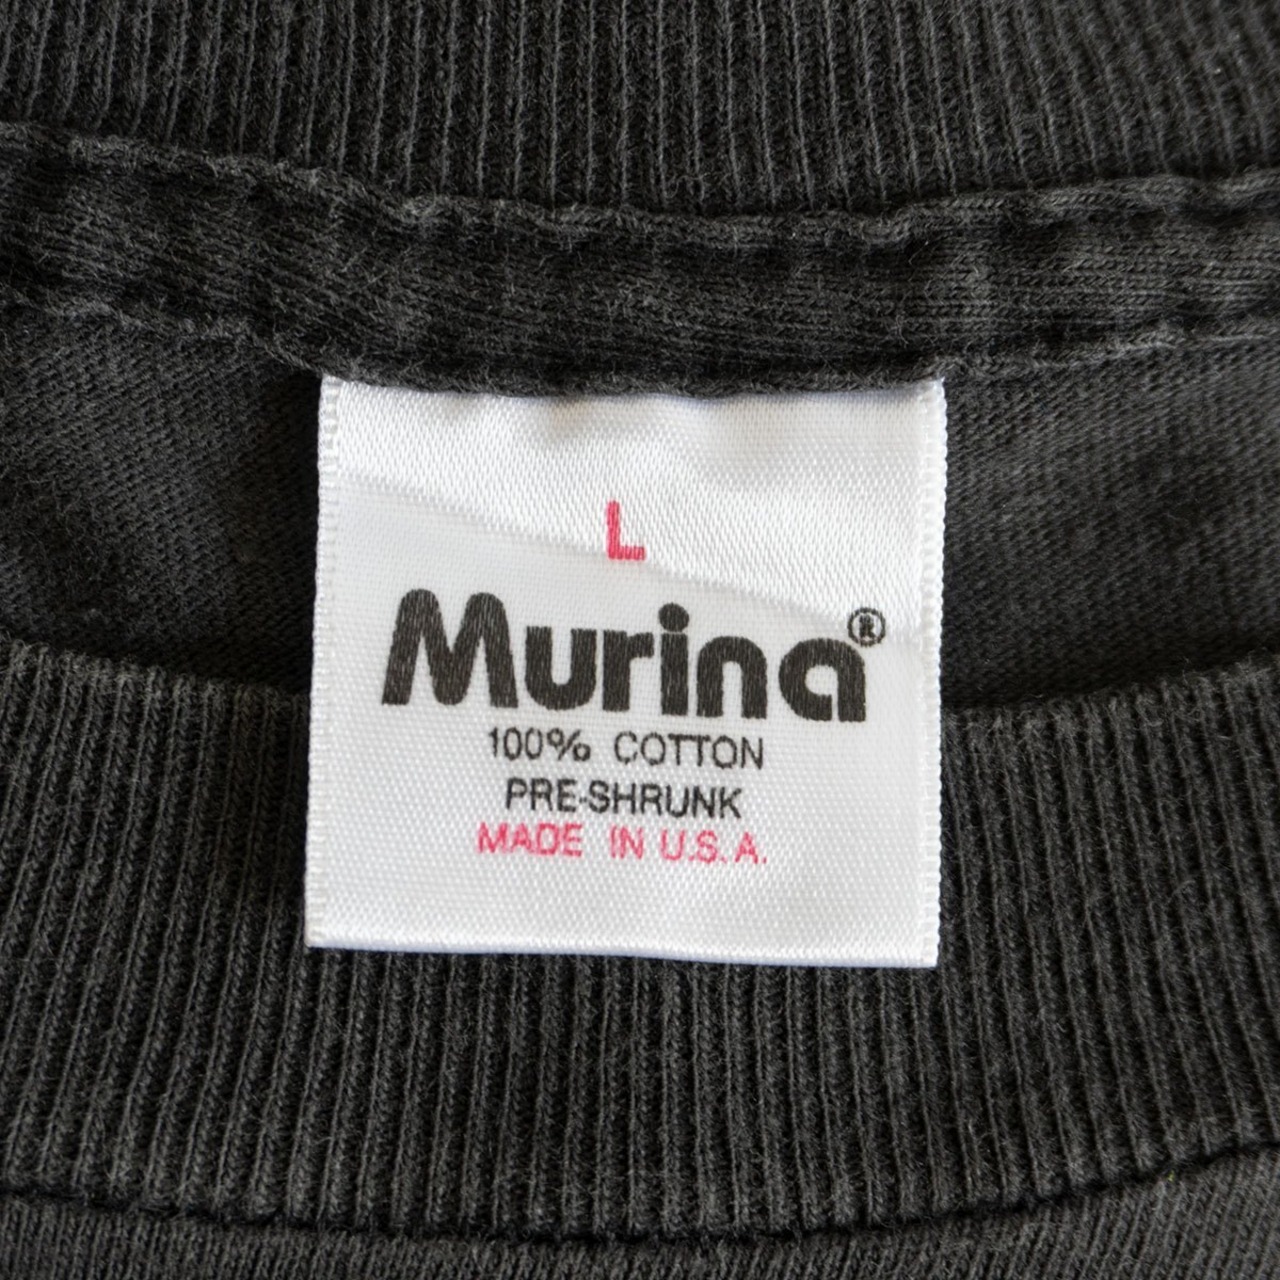 L
Murina®
100% COTTON
PRE-SHRUNK
MADE IN U.S.A.